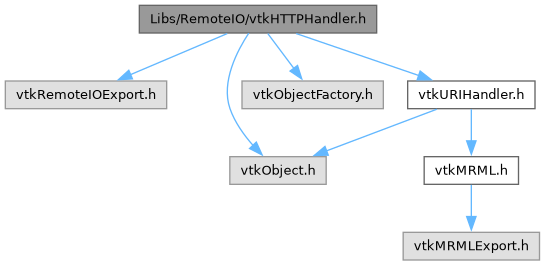 Libs/RemoteIO/vtkHTTPHandler.h
vtkRemoteIOExport.h
vtkObjectFactory.h
vtkURIHandler.h
vtkObject.h
vtkMRML.h
vtkMRMLExport.h